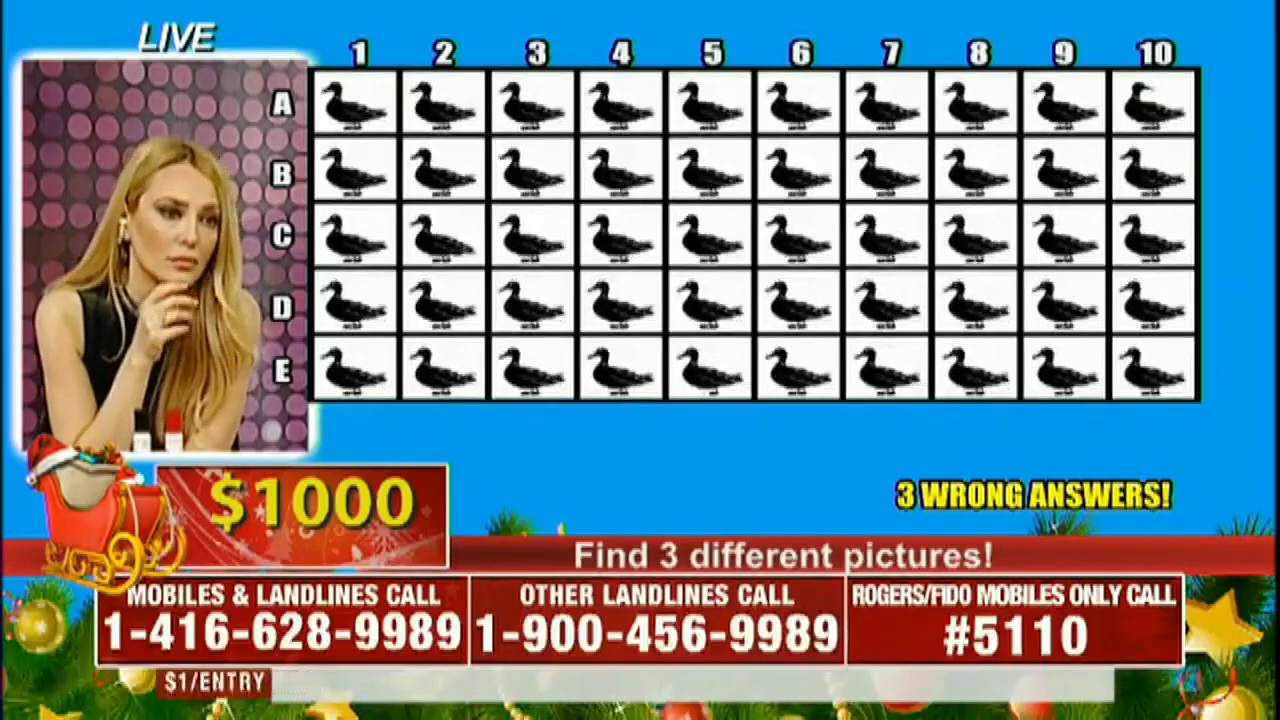 LIVE
1 2 3 4 5 6 7 8 9 10
A
B
C
D
E
$1000
3 WRONG ANSWERS!
Find 3 different pictures!
MOBILES & LANDLINES CALL
1-416-628-9989
OTHER LANDLINES CALL
1-900-456-9989
ROGERS/FIDO MOBILES ONLY CALL
#5110
$1/ENTRY